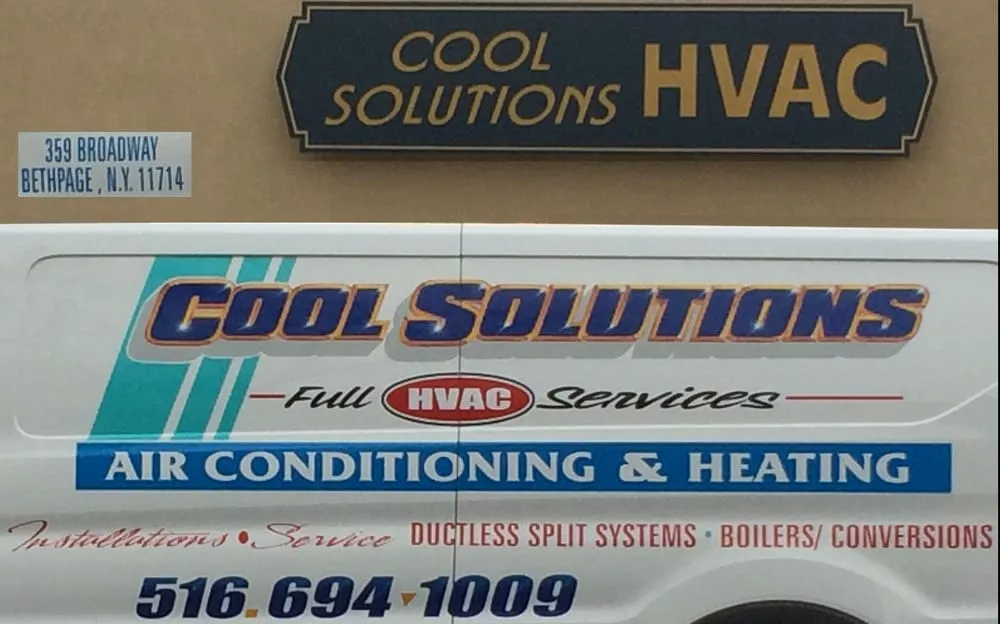 COOL
SOLUTIONS HVAC
359 BROADWAY
BETHPAGE, N.Y. 11714
COOL SOLUTIONS
Full HVAC Services
AIR CONDITIONING & HEATING
Installations • Service DUCTLESS SPLIT SYSTEMS • BOILERS/ CONVERSIONS
516.694.1009